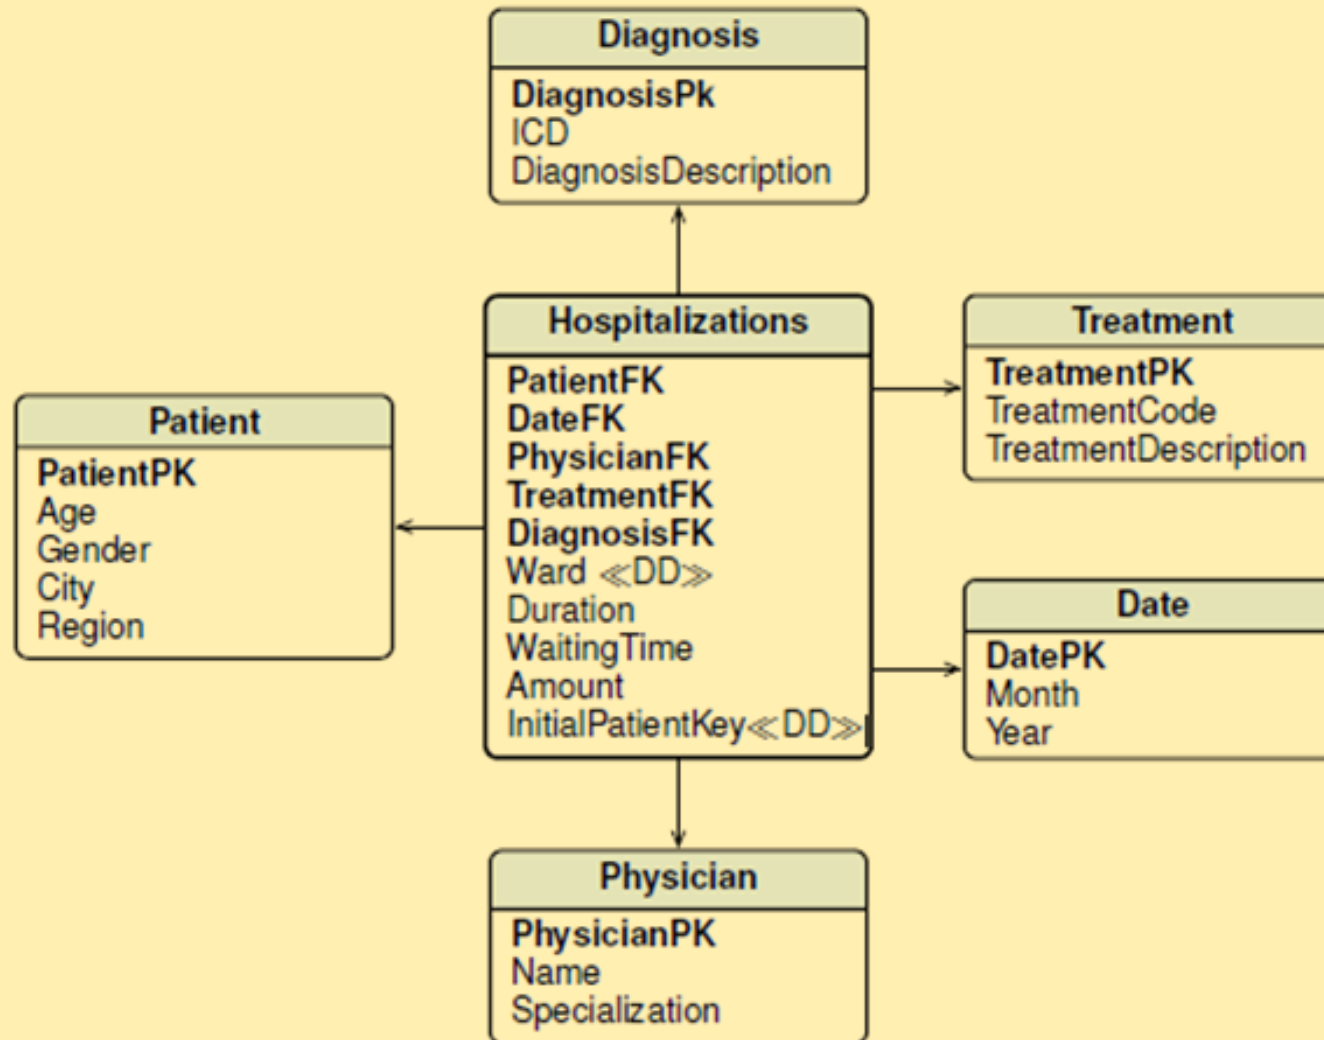 Diagnosis
DiagnosisPk
ICD
DiagnosisDescription
Hospitalizations
PatientFK
DateFK
PhysicianFK
TreatmentFK
DiagnosisFK
Ward ≪DD≫
Duration
WaitingTime
Amount
InitialPatientKey≪DD≫
Treatment
TreatmentPK
TreatmentCode
TreatmentDescription
Patient
PatientPK
Age
Gender
City
Region
Date
DatePK
Month
Year
Physician
PhysicianPK
Name
Specialization